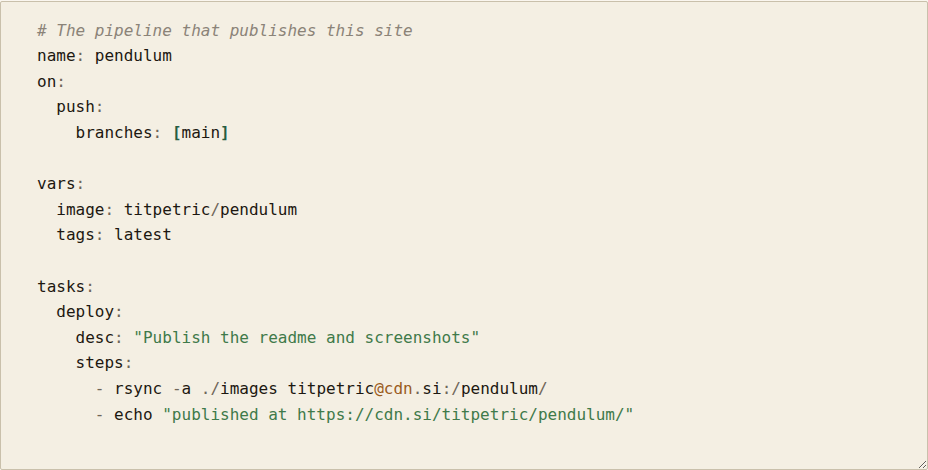 # The pipeline that publishes this site
name: pendulum
on:
  push:
    branches: [main]

vars:
  image: titpetric/pendulum
  tags: latest

tasks:
  deploy:
    desc: "Publish the readme and screenshots"
    steps:
      - rsync -a ./images titpetric@cdn.si:/pendulum/
      - echo "published at https://cdn.si/titpetric/pendulum/"